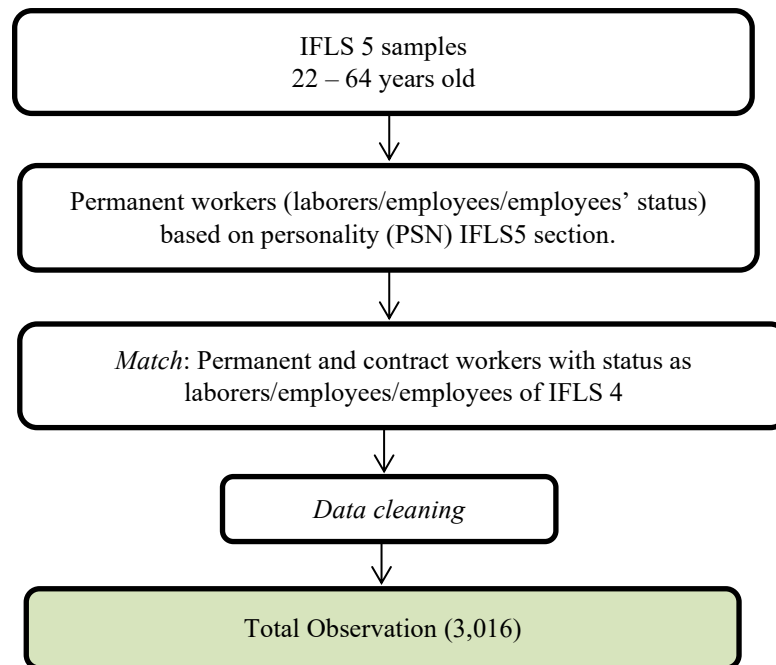 IFLS 5 samples
22 – 64 years old
Permanent workers (laborers/employees/employees’ status)
based on personality (PSN) IFLS5 section.
Match: Permanent and contract workers with status as
laborers/employees/employees of IFLS 4
Data cleaning
Total Observation (3,016)